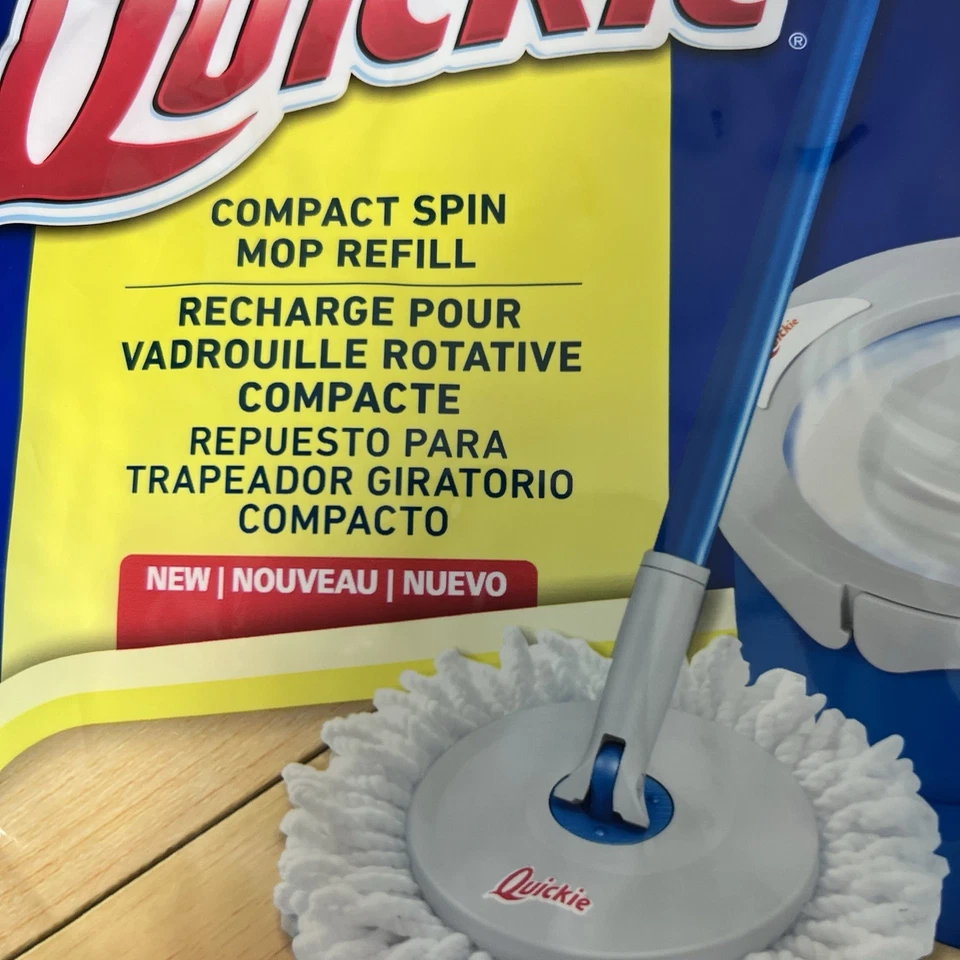 Quickie®
COMPACT SPIN
MOP REFILL
RECHARGE POUR
VADROUILLE ROTATIVE
COMPACTE
REPUESTO PARA
TRAPEADOR GIRATORIO
COMPACTO
NEW | NOUVEAU | NUEVO
Quickie
Quickie